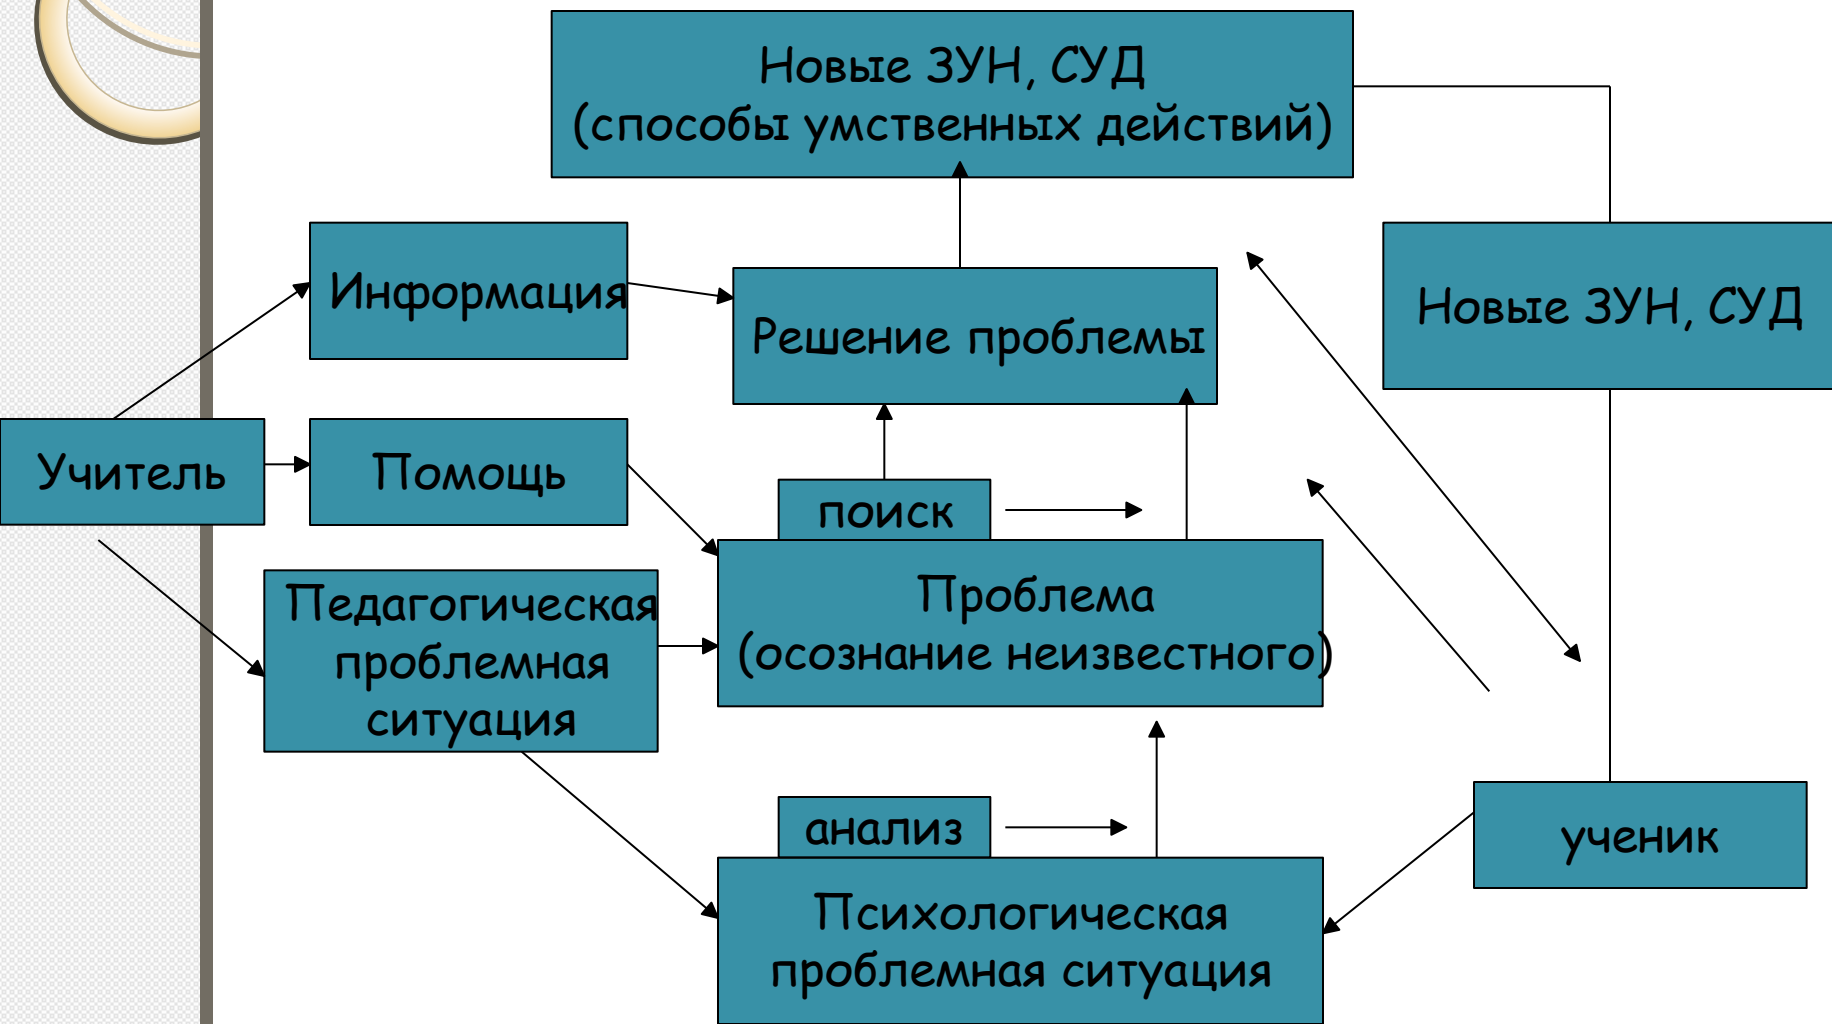 Новые ЗУН, СУД
(способы умственных действий)
Информация
Решение проблемы
Новые ЗУН, СУД
Учитель
Помощь
поиск
Педагогическая
проблемная
ситуация
Проблема
(осознание неизвестного)
анализ
ученик
Психологическая
проблемная ситуация